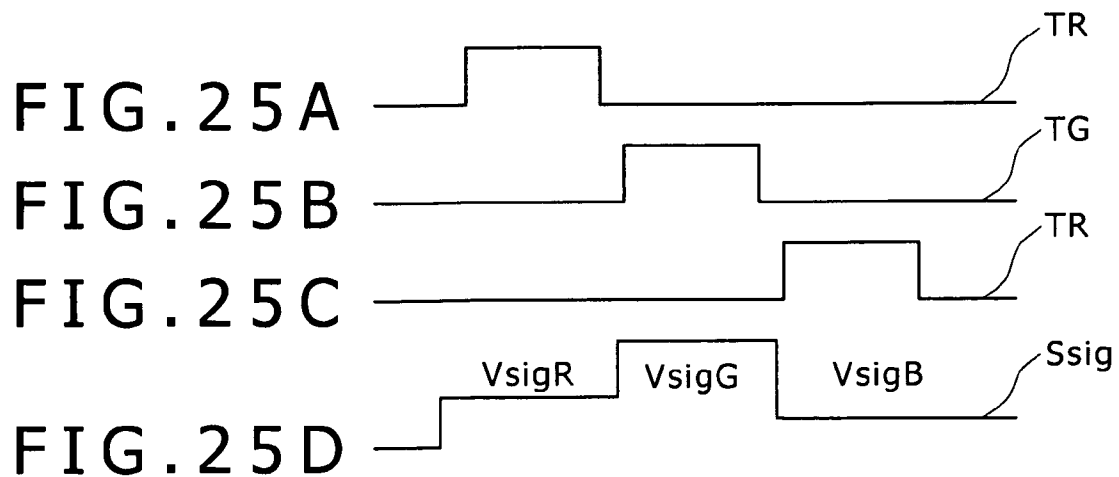 FIG.25A TR
FIG.25B TG
FIG.25C TR
FIG.25D VsigR VsigG VsigB Ssig